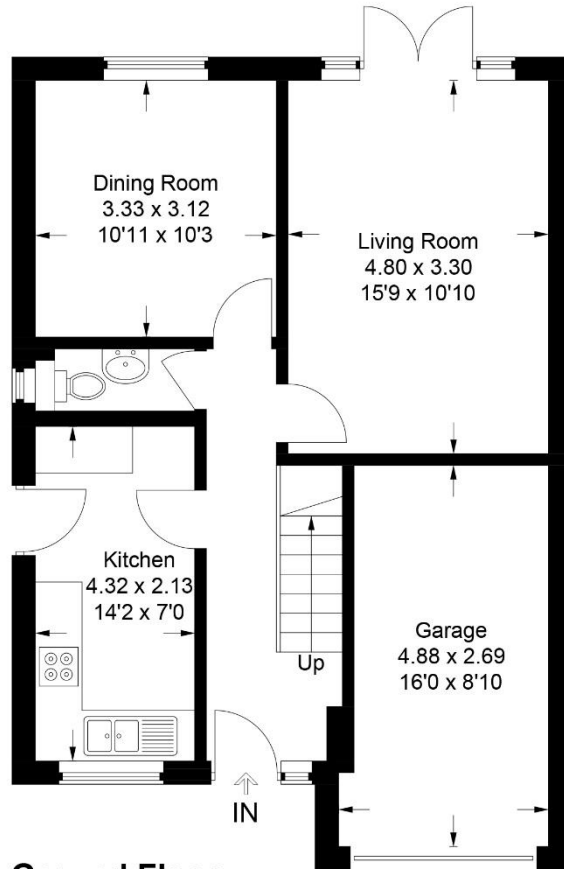 Dining Room
3.33 x 3.12
10'11 x 10'3
Living Room
4.80 x 3.30
15'9 x 10'10
Kitchen
4.32 x 2.13
14'2 x 7'0
Up
Garage
4.88 x 2.69
16'0 x 8'10
IN